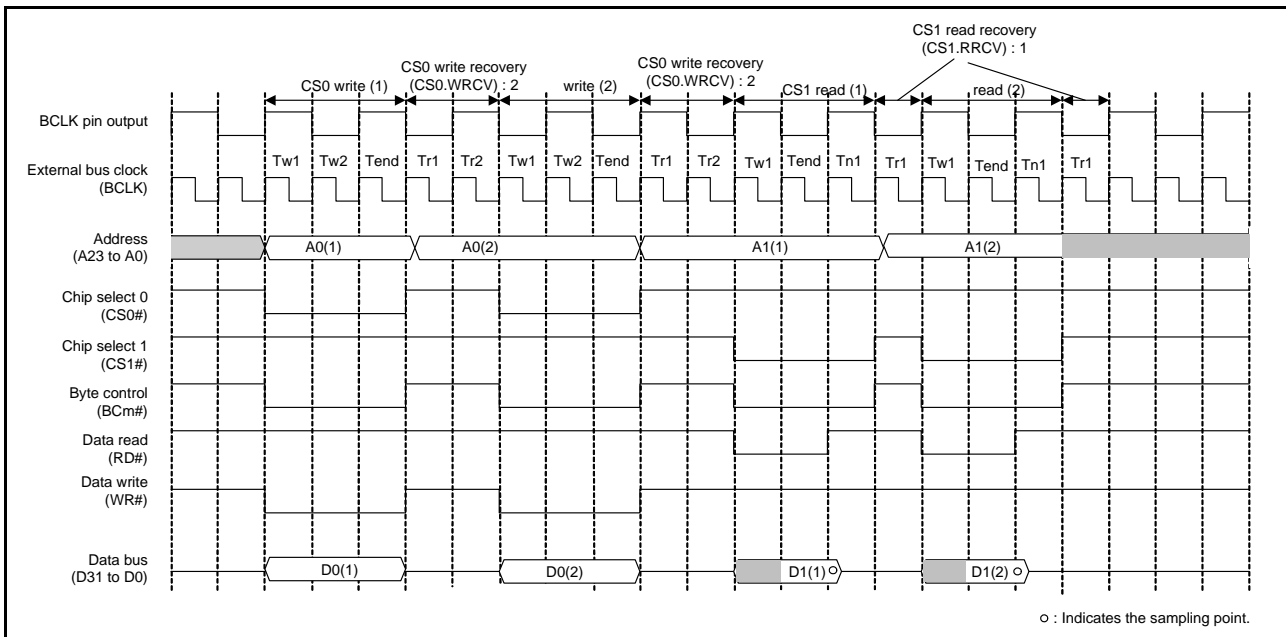 CS1 read recovery
(CS1.RRCV) : 1
CS0 write recovery
(CS0.WRCV) : 2
CS0 write recovery
(CS0.WRCV) : 2
CS0 write (1)
write (2)
CS1 read (1)
read (2)
BCLK pin output
External bus clock
(BCLK)
Tw1 Tw2 Tend Tr1 Tr2 Tw1 Tw2 Tend Tr1 Tr2 Tw1 Tend Tn1 Tr1 Tw1 Tend Tn1 Tr1
Address
(A23 to A0)
A0(1) A0(2) A1(1) A1(2)
Chip select 0
(CS0#)
Chip select 1
(CS1#)
Byte control
(BCm#)
Data read
(RD#)
Data write
(WR#)
Data bus
(D31 to D0)
D0(1) D0(2) D1(1) D1(2)
o : Indicates the sampling point.